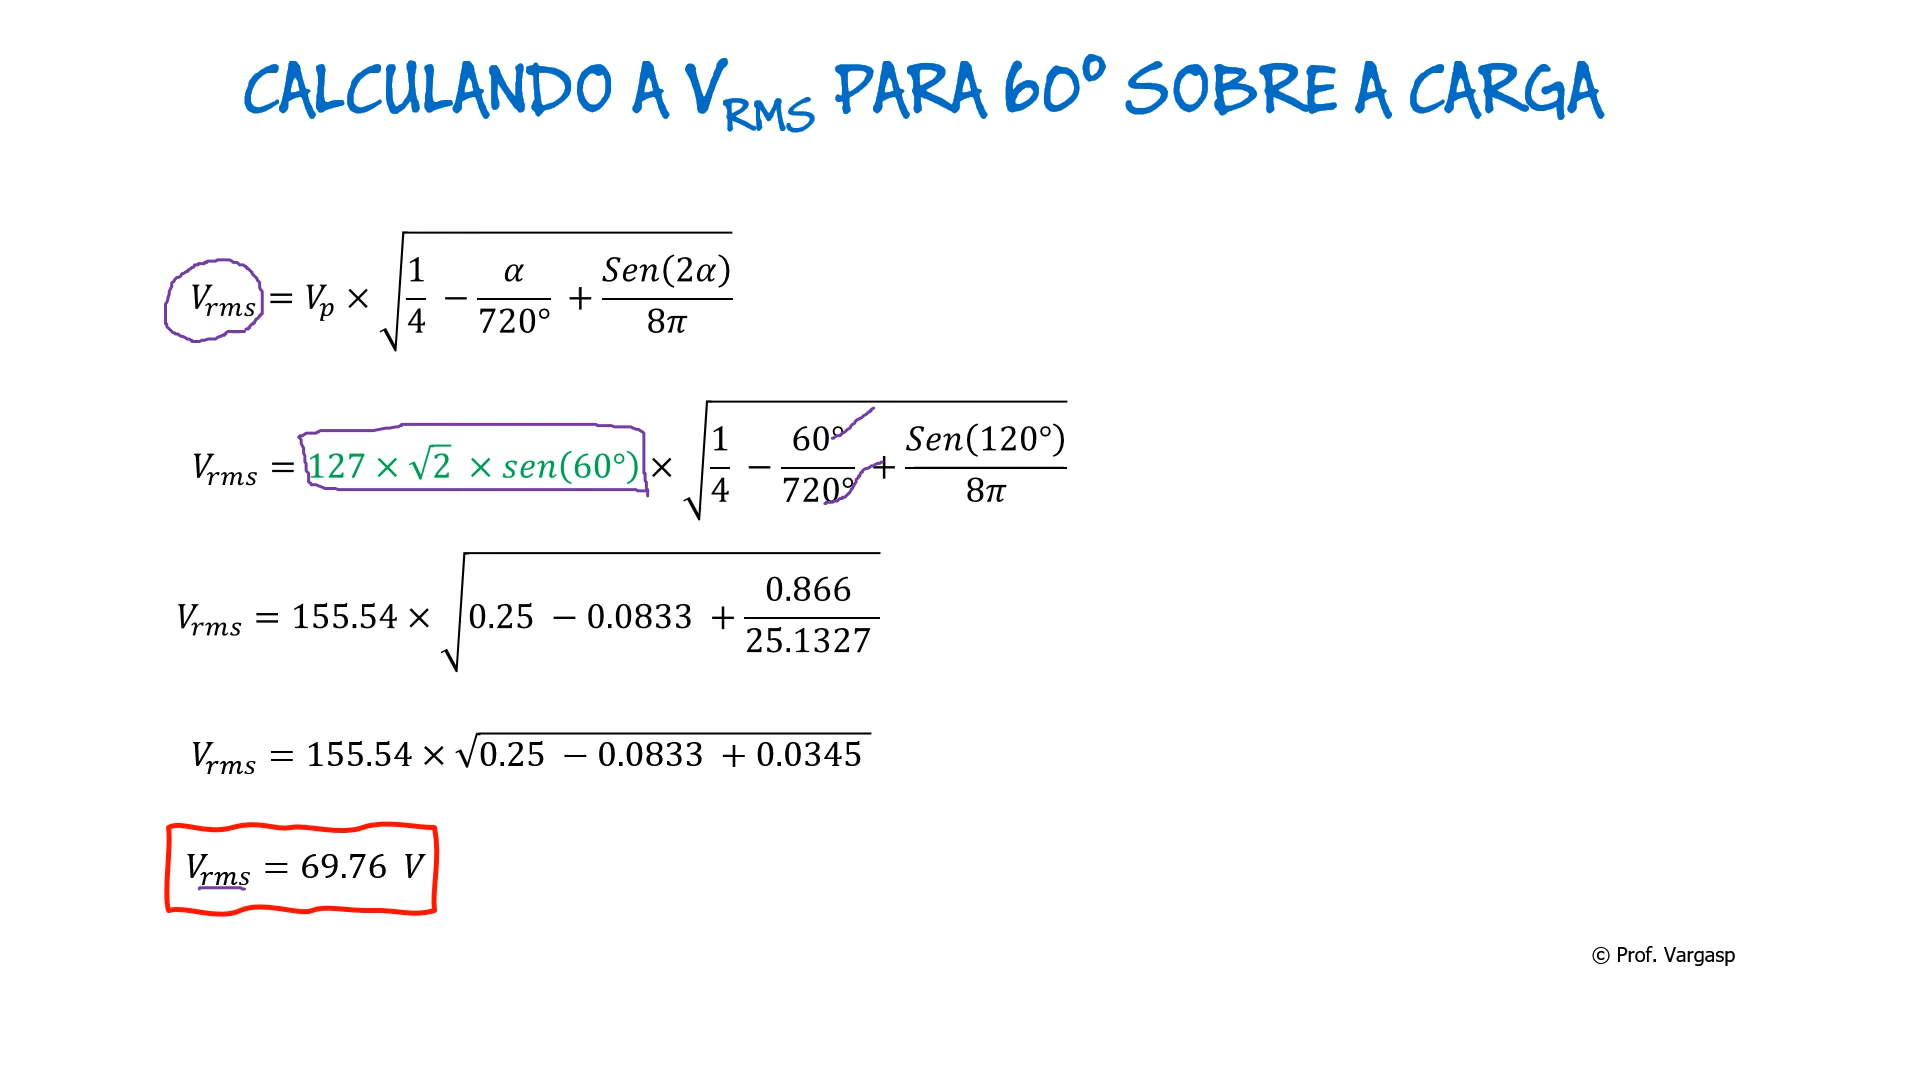 CALCULANDO A V_RMS PARA 60º SOBRE A CARGA
V_rms = V_p × √(1/4 − α/720° + Sen(2α)/8π)
V_rms = 127 × √2 × sen(60°) × √(1/4 − 60°/720° + Sen(120°)/8π)
V_rms = 155.54 × √(0.25 − 0.0833 + 0.866/25.1327)
V_rms = 155.54 × √(0.25 − 0.0833 + 0.0345)
V_rms = 69.76 V
© Prof. Vargasp